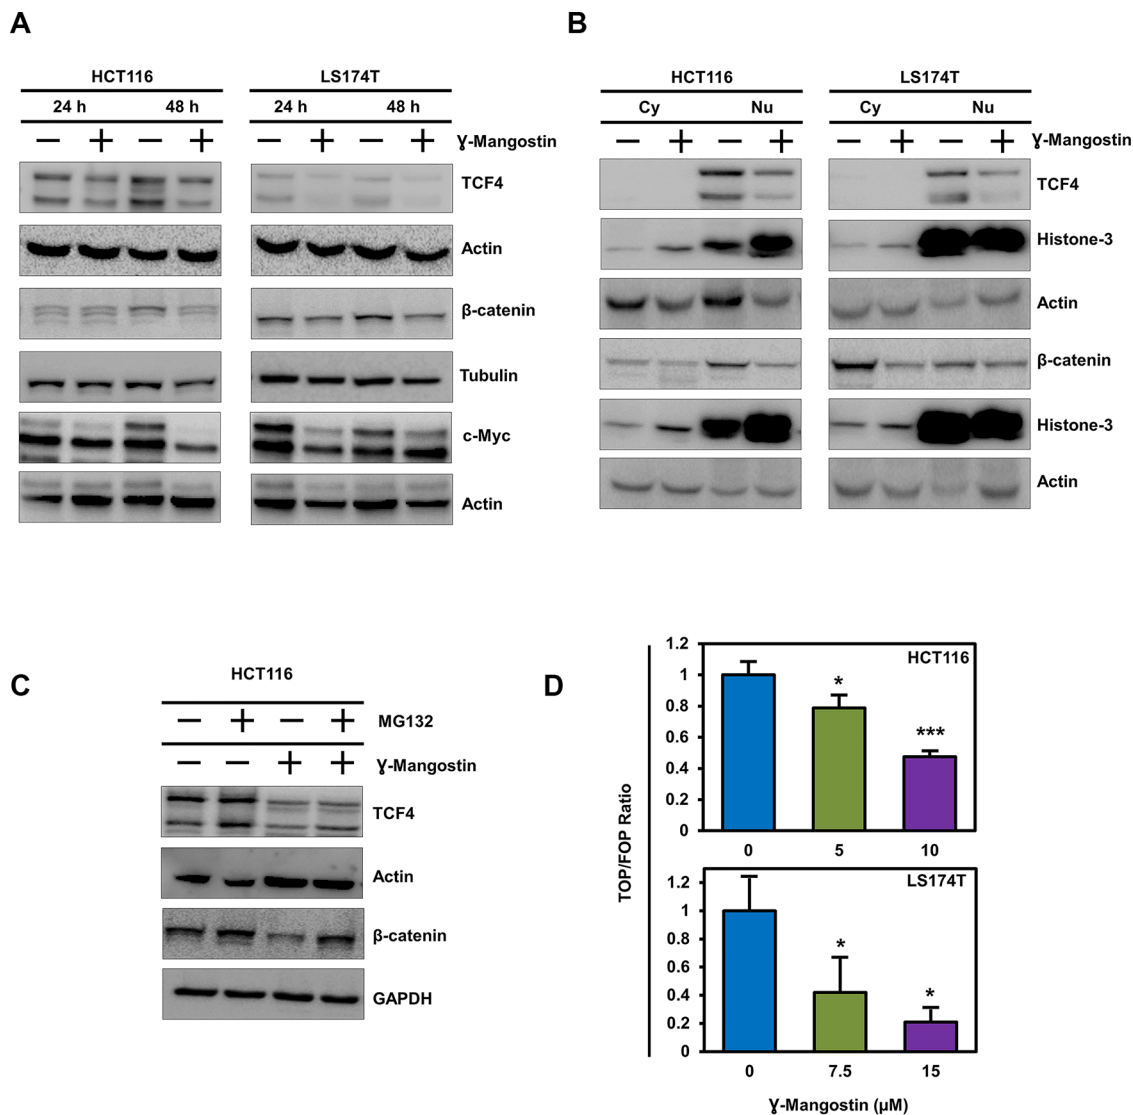 A
HCT116 LS174T
24 h 48 h 24 h 48 h
− + − + − + − + Ɣ-Mangostin
TCF4
Actin
β-catenin
Tubulin
c-Myc
Actin
B
HCT116 LS174T
Cy Nu Cy Nu
− + − + − + − + Ɣ-Mangostin
TCF4
Histone-3
Actin
β-catenin
Histone-3
Actin
C
HCT116
− + − + MG132
− − + + Ɣ-Mangostin
TCF4
Actin
β-catenin
GAPDH
D
TOP/FOP Ratio
HCT116
1.2
1
0.8
0.6
0.4
0.2
0
*
***
0 5 10
LS174T
1.2
1
0.8
0.6
0.4
0.2
0
*
*
0 7.5 15
Ɣ-Mangostin (µM)